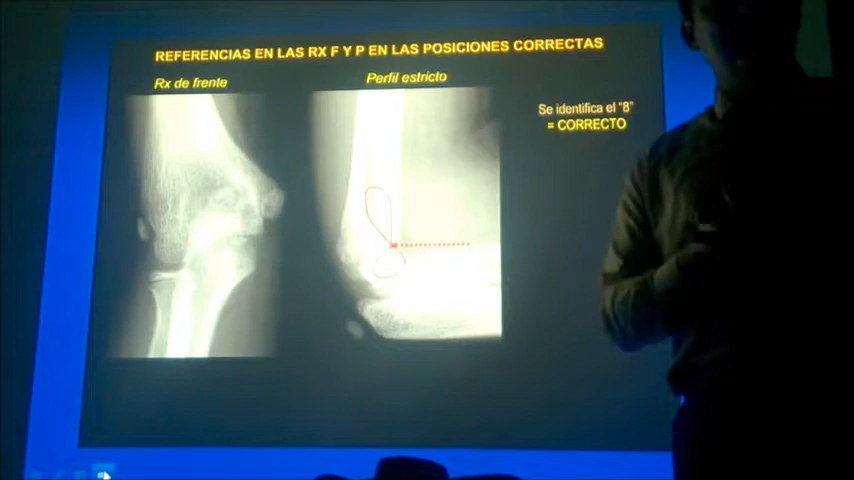 REFERENCIAS EN LAS RX F Y P EN LAS POSICIONES CORRECTAS
Rx de frente
Perfil estricto
Se identifica el "8"
= CORRECTO